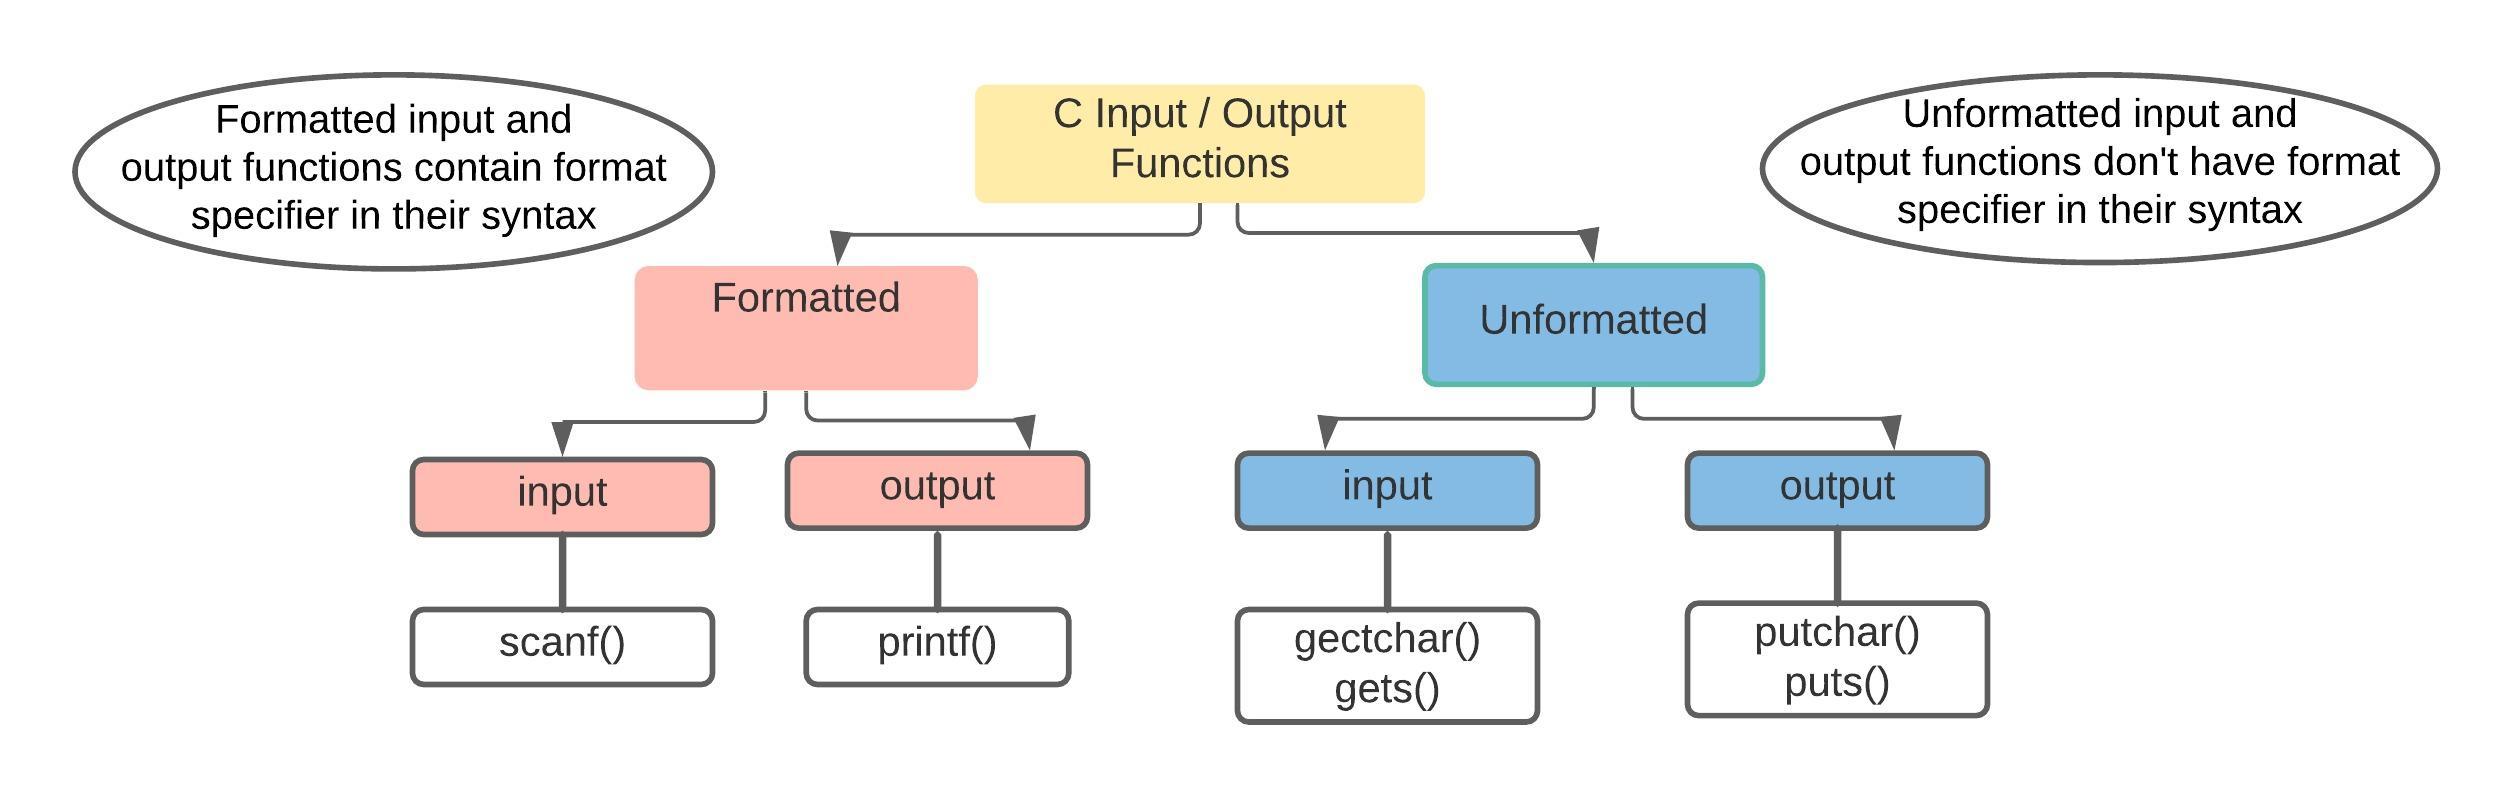 Formatted input and
output functions contain format
specifier in their syntax
C Input / Output
Functions
Unformatted input and
output functions don't have format
specifier in their syntax
Formatted
Unformatted
input
output
input
output
scanf()
printf()
gectchar()
gets()
putchar()
puts()